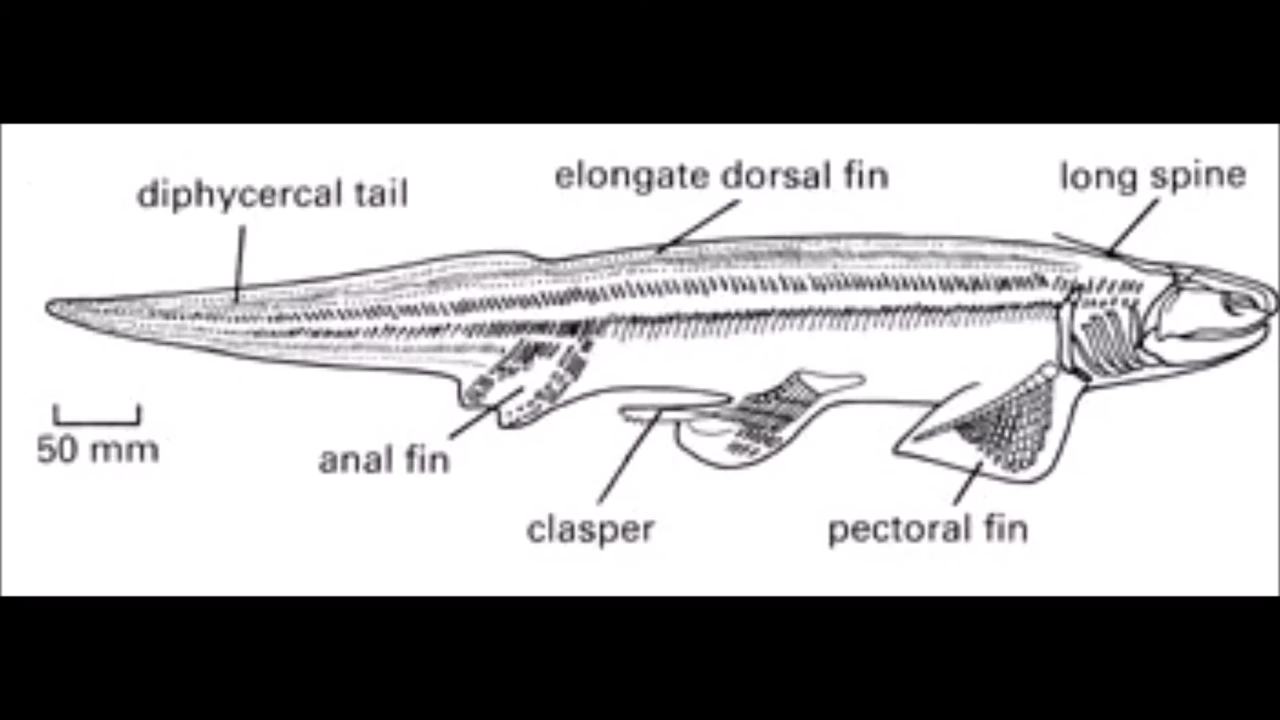 diphycercal tail
elongate dorsal fin
long spine
50 mm
anal fin
clasper
pectoral fin